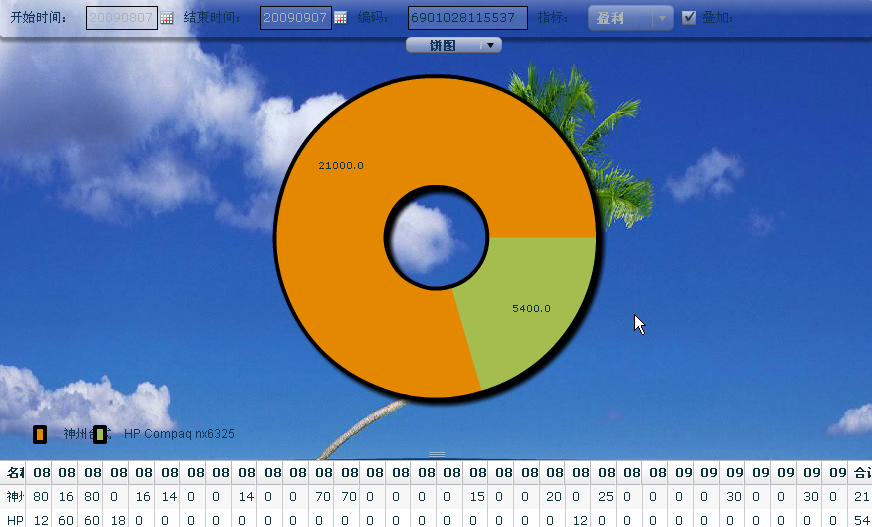 开始时间: 20090807 结束时间: 20090907 编码: 6901028115537 指标: 盈利 叠加:
饼图
21000.0
5400.0
神州台式 HP Compaq nx6325
名称 08 08 08 08 08 08 08 08 08 08 08 08 08 08 08 08 08 08 08 08 08 08 08 08 08 09 09 09 09 09 09 09 合计
神州 80 16 80 0 16 14 0 0 14 0 0 70 70 0 0 0 0 15 0 0 20 0 25 0 0 0 0 30 0 0 30 0 21
HP 12 60 60 18 0 0 0 0 0 0 0 0 0 0 0 0 0 0 0 0 0 12 0 0 0 0 0 0 0 0 0 0 54